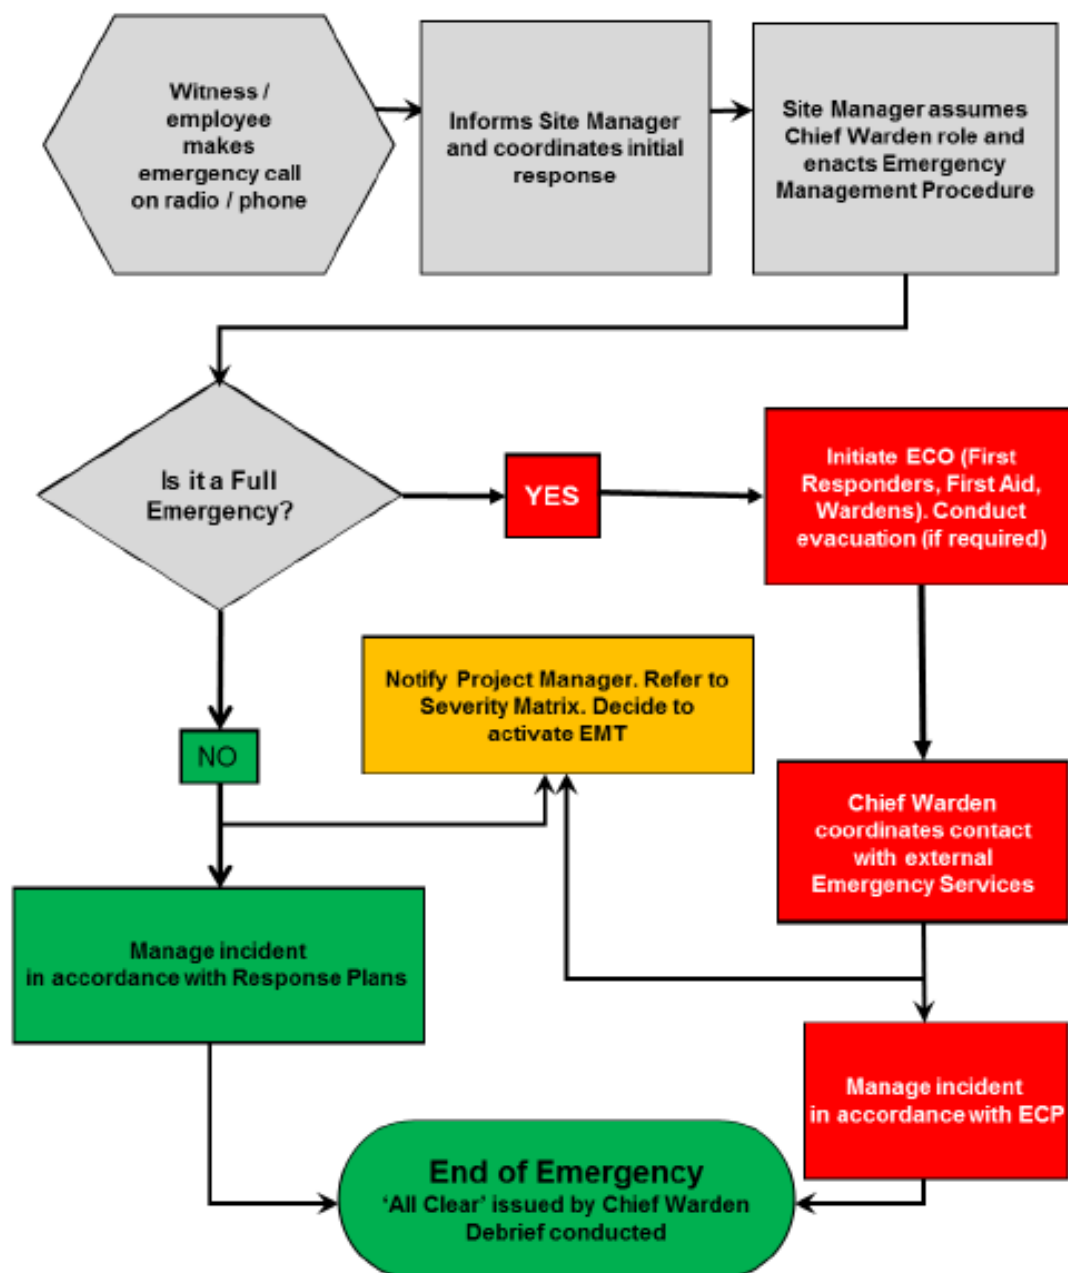 Witness /
employee
makes
emergency call
on radio / phone
Informs Site Manager
and coordinates initial
response
Site Manager assumes
Chief Warden role and
enacts Emergency
Management Procedure
Is it a Full
Emergency?
YES
Initiate ECO (First
Responders, First Aid,
Wardens). Conduct
evacuation (if required)
Notify Project Manager. Refer to
Severity Matrix. Decide to
activate EMT
NO
Chief Warden
coordinates contact
with external
Emergency Services
Manage incident
in accordance with Response Plans
Manage incident
in accordance with ECP
End of Emergency
‘All Clear’ issued by Chief Warden
Debrief conducted